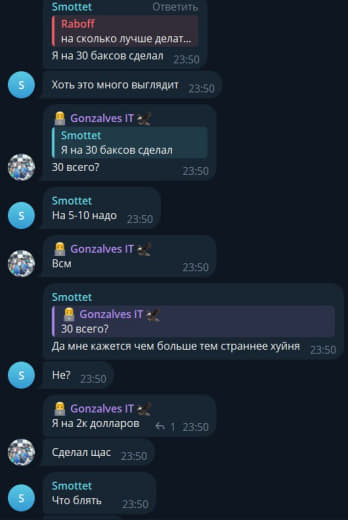 Smottet Ответить
Raboff
на сколько лучше делат...
Я на 30 баксов сделал 23:50
Хоть это много выглядит 23:50
Gonzalves IT
Smottet
Я на 30 баксов сделал
30 всего? 23:50
Smottet
На 5-10 надо 23:50
Gonzalves IT
Всм 23:50
Smottet
Gonzalves IT
30 всего?
Да мне кажется чем больше тем страннее хуйня 23:50
Не? 23:50
Gonzalves IT
Я на 2к долларов 1 23:50
Сделал щас 23:50
Smottet
Что блять 23:50
S
S
S
S